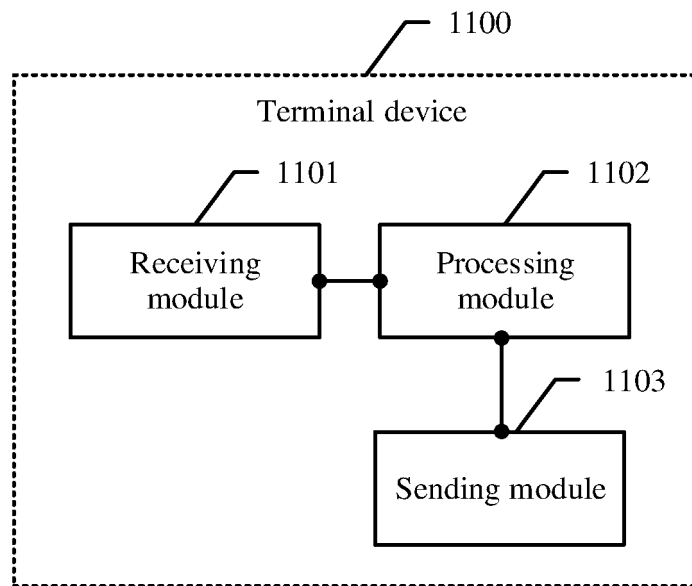 1100
Terminal device
1101
1102
Receiving
module
Processing
module
1103
Sending module